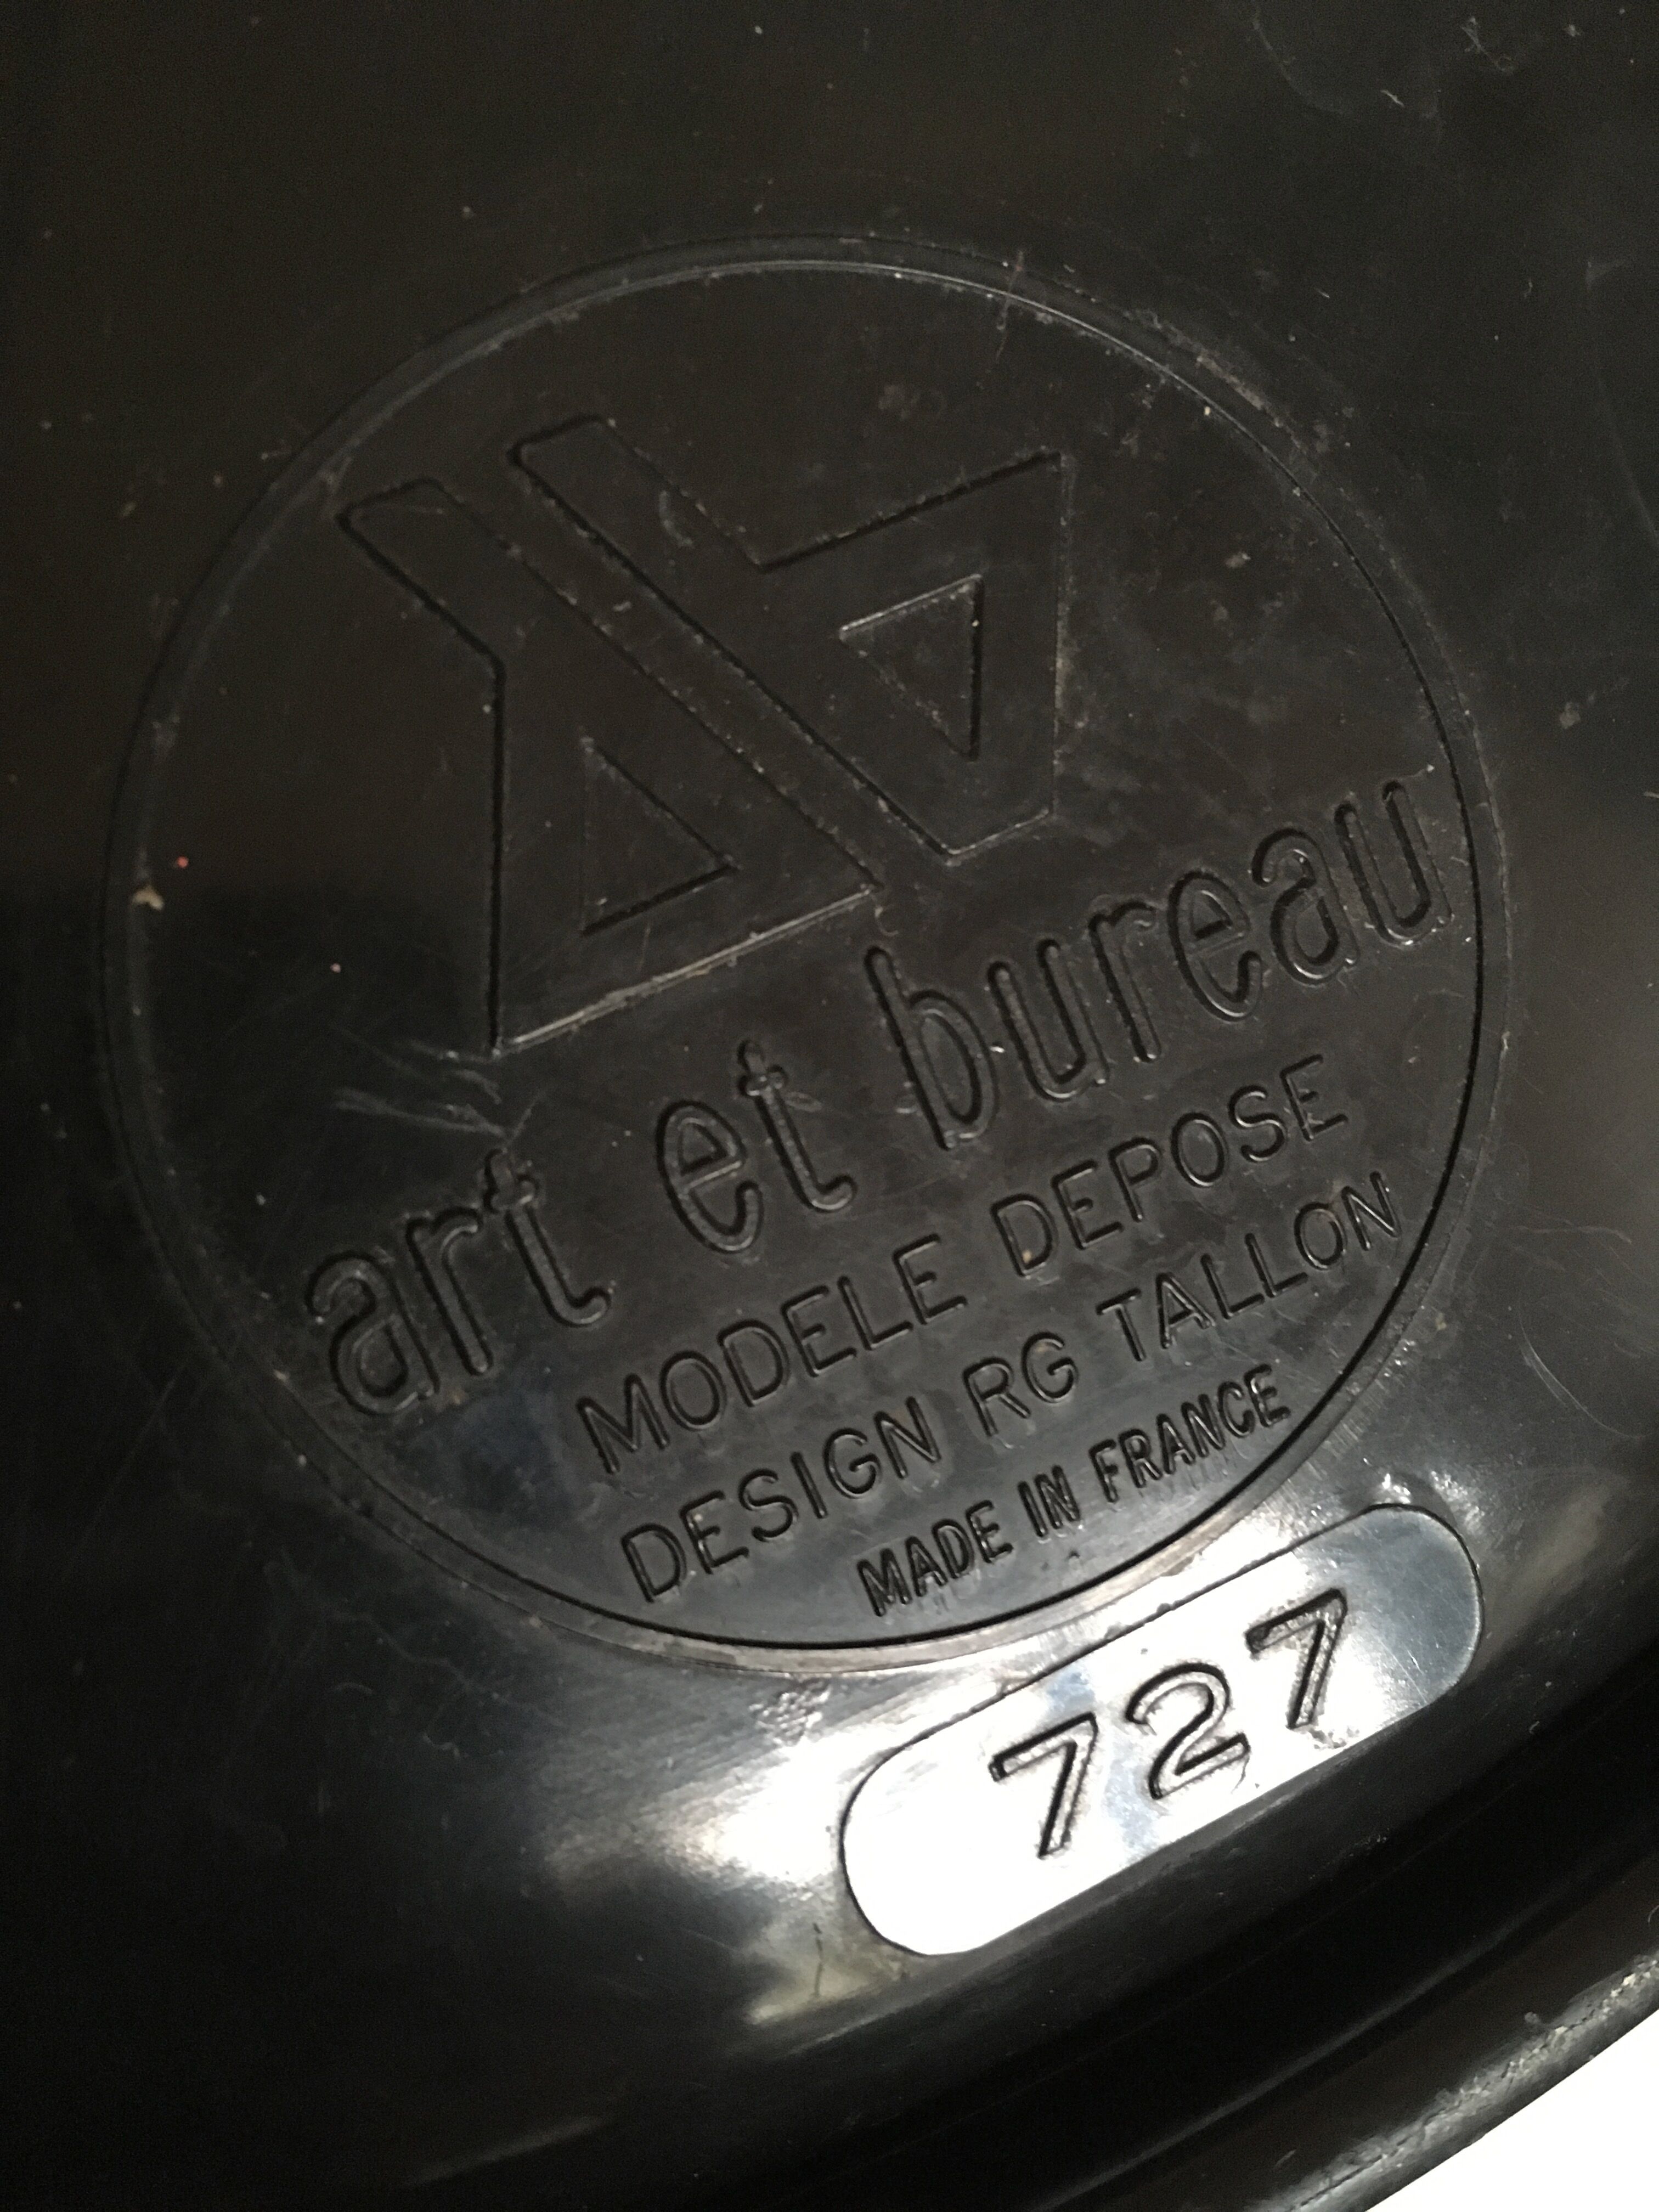 art et bureau
MODELE DEPOSE
DESIGN RG TALLON
MADE IN FRANCE
727